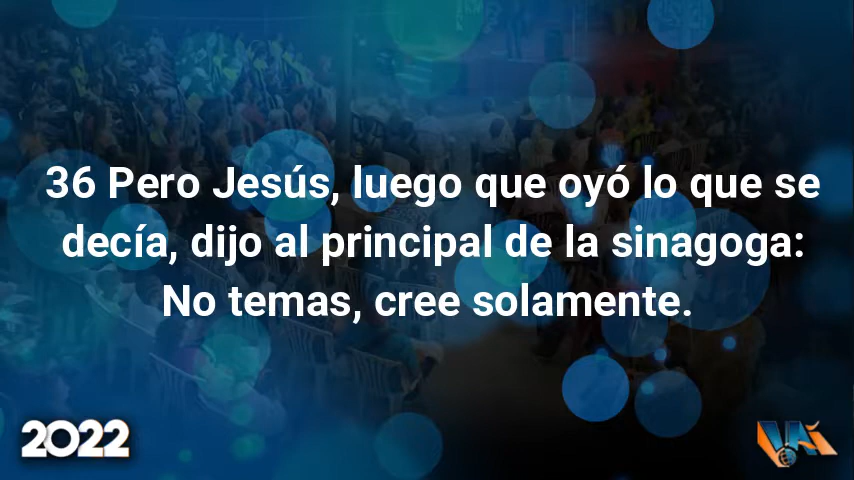 36 Pero Jesús, luego que oyó lo que se
decía, dijo al principal de la sinagoga:
No temas, cree solamente.
2022